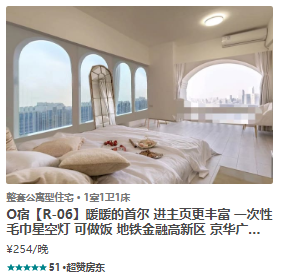 整套公寓型住宅 · 1室1卫1床
O宿【R-06】暖暖的首尔 进主页更丰富 一次性
毛巾星空灯 可做饭 地铁金融高新区 京华广...
¥254/晚
★★★★★ 51 · 超赞房东